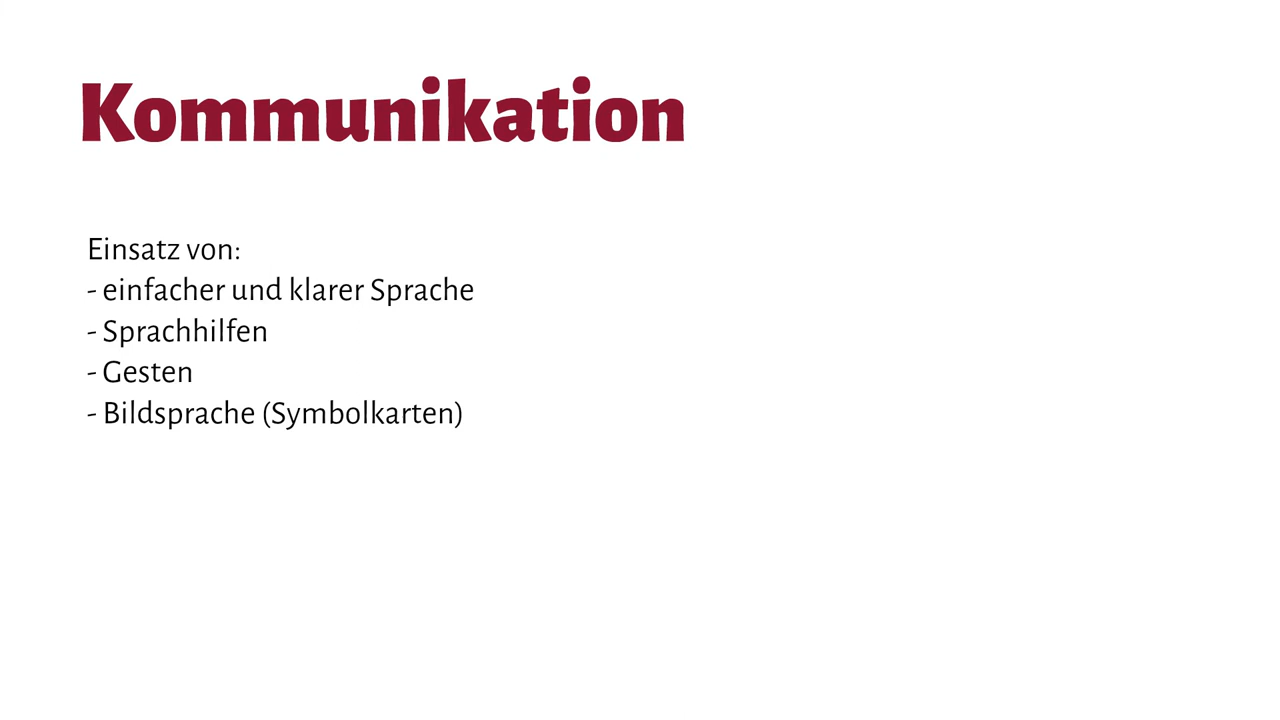 Kommunikation
Einsatz von:
- einfacher und klarer Sprache
- Sprachhilfen
- Gesten
- Bildsprache (Symbolkarten)